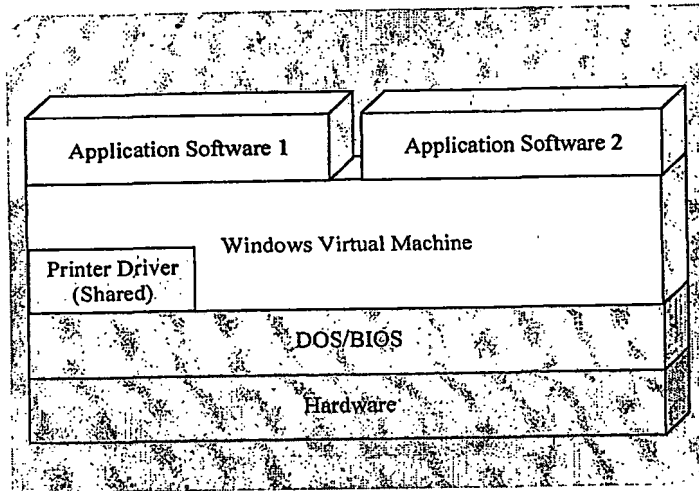 Application Software 1
Application Software 2
Windows Virtual Machine
Printer Driver
(Shared)
DOS/BIOS
Hardware